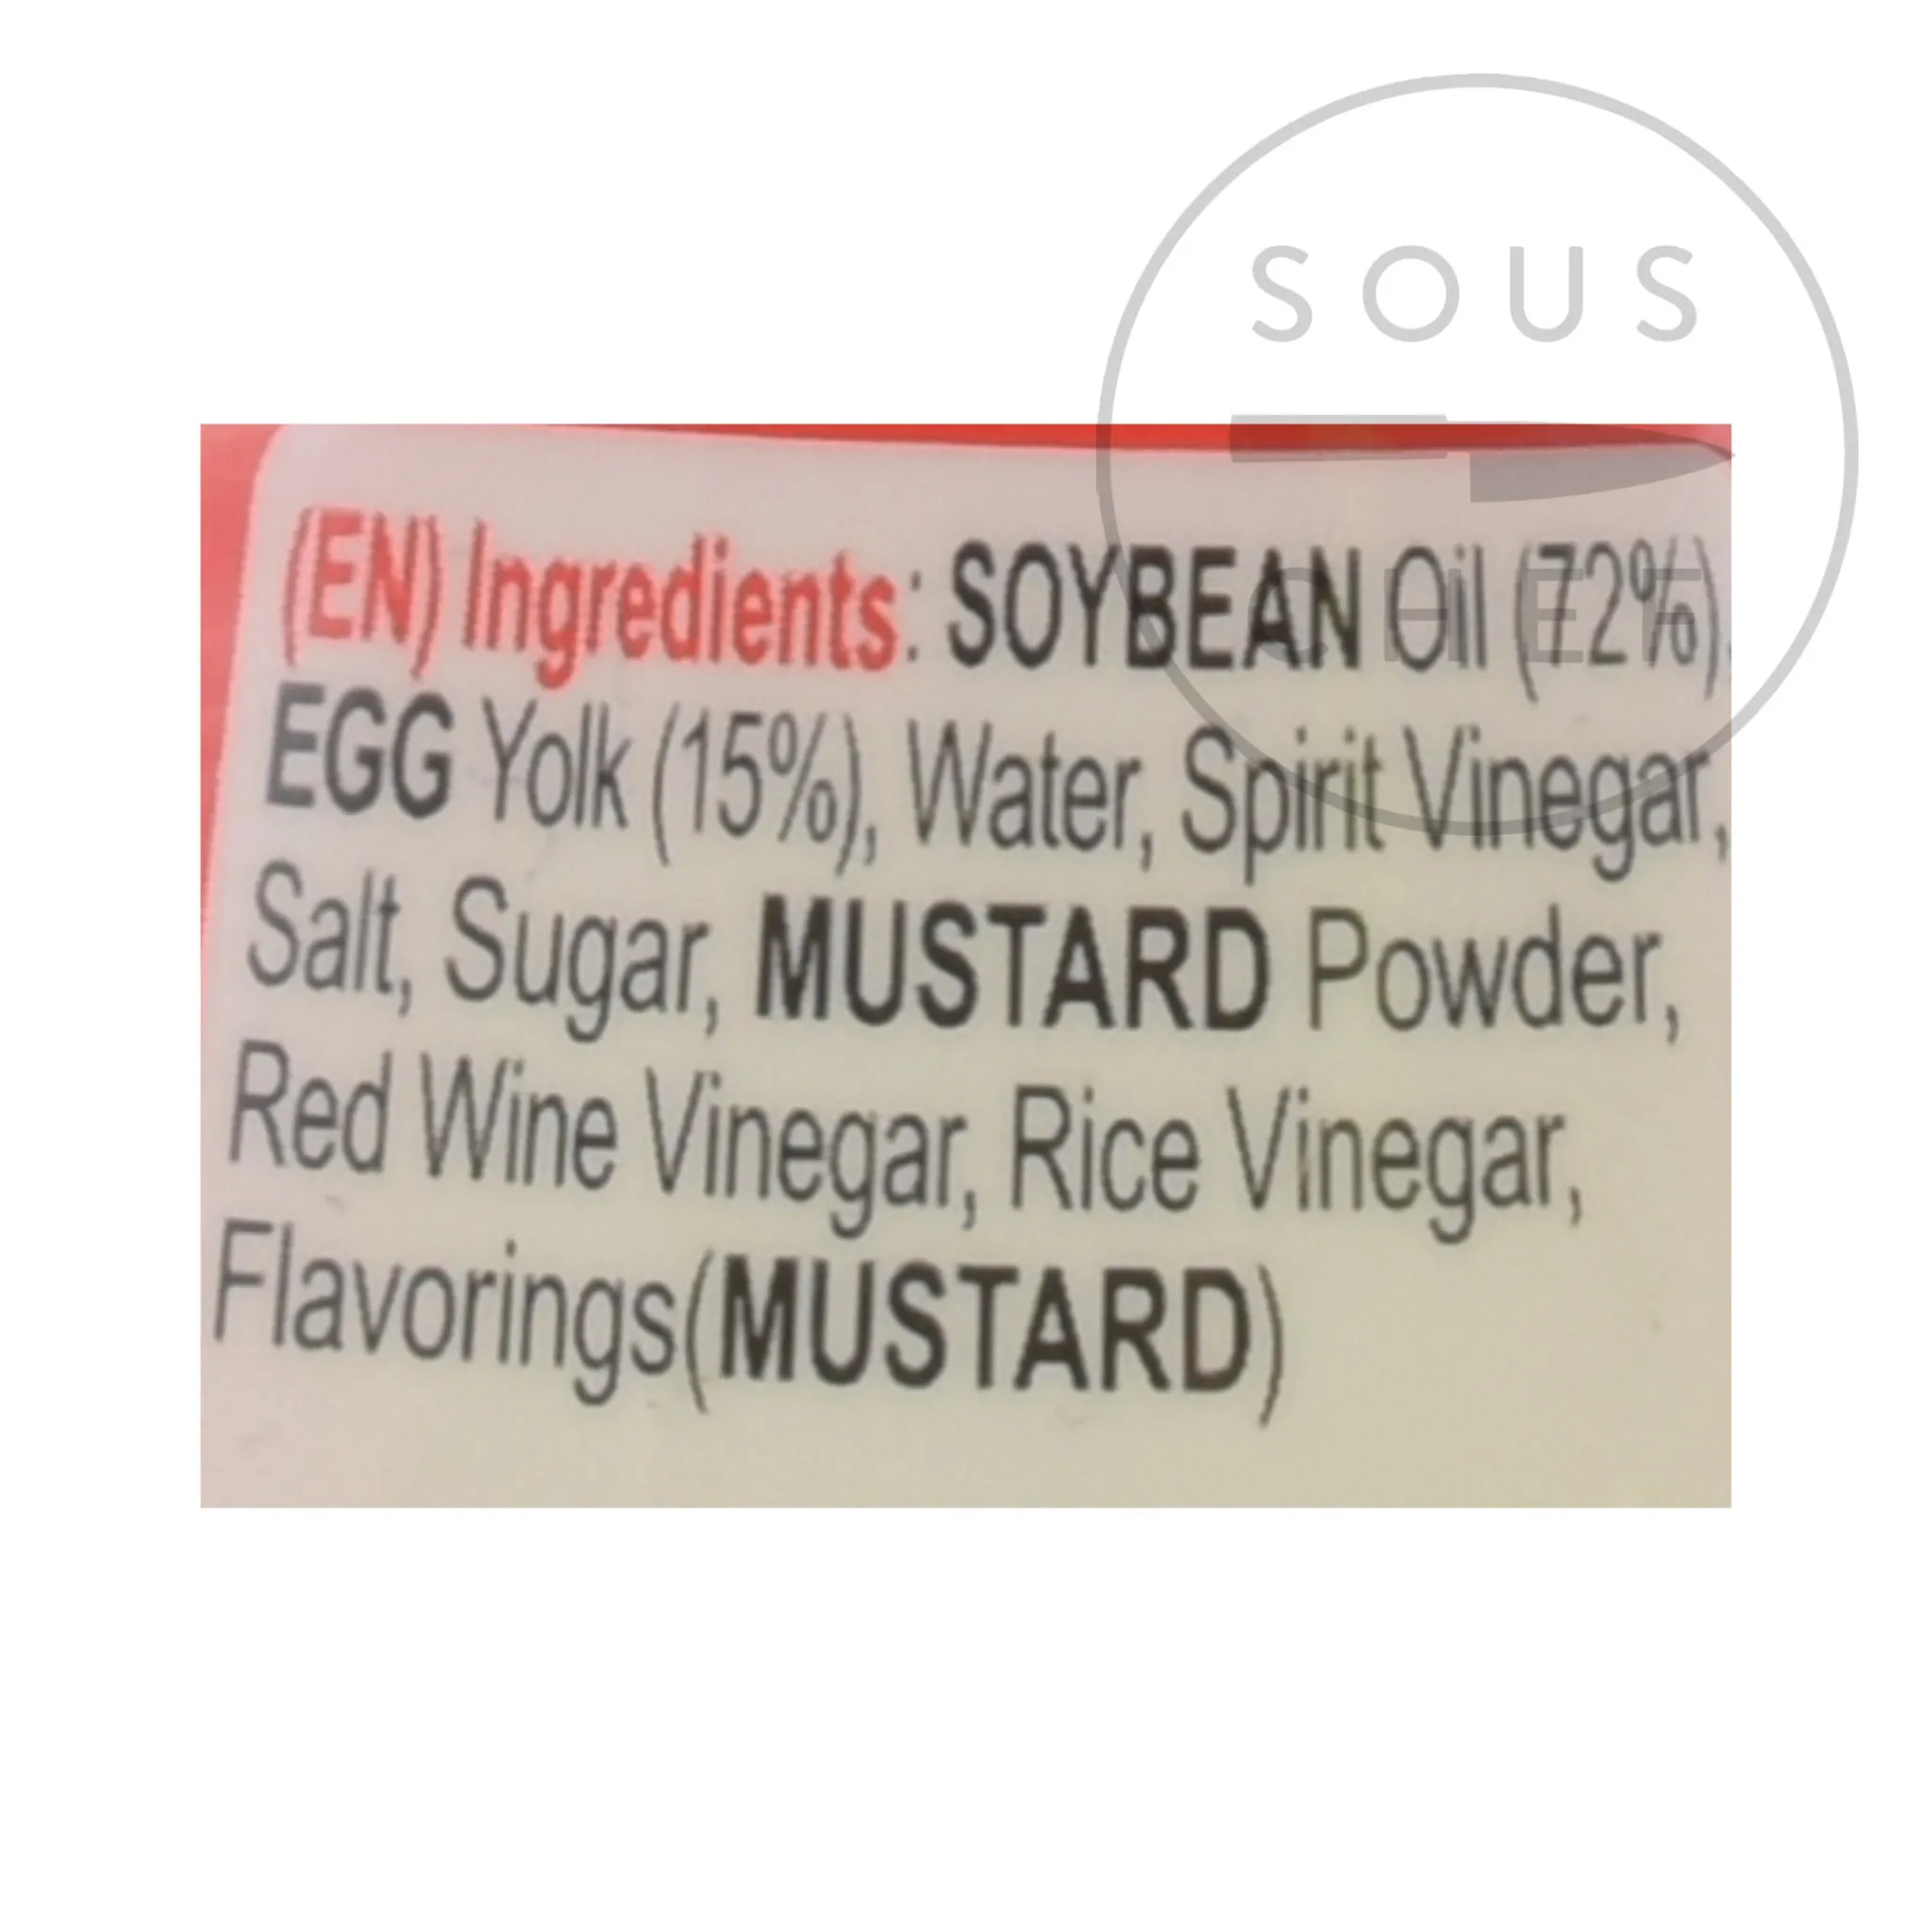 SOUS
CHEF
(EN) Ingredients: SOYBEAN Oil (72%),
EGG Yolk (15%), Water, Spirit Vinegar,
Salt, Sugar, MUSTARD Powder,
Red Wine Vinegar, Rice Vinegar,
Flavorings(MUSTARD)